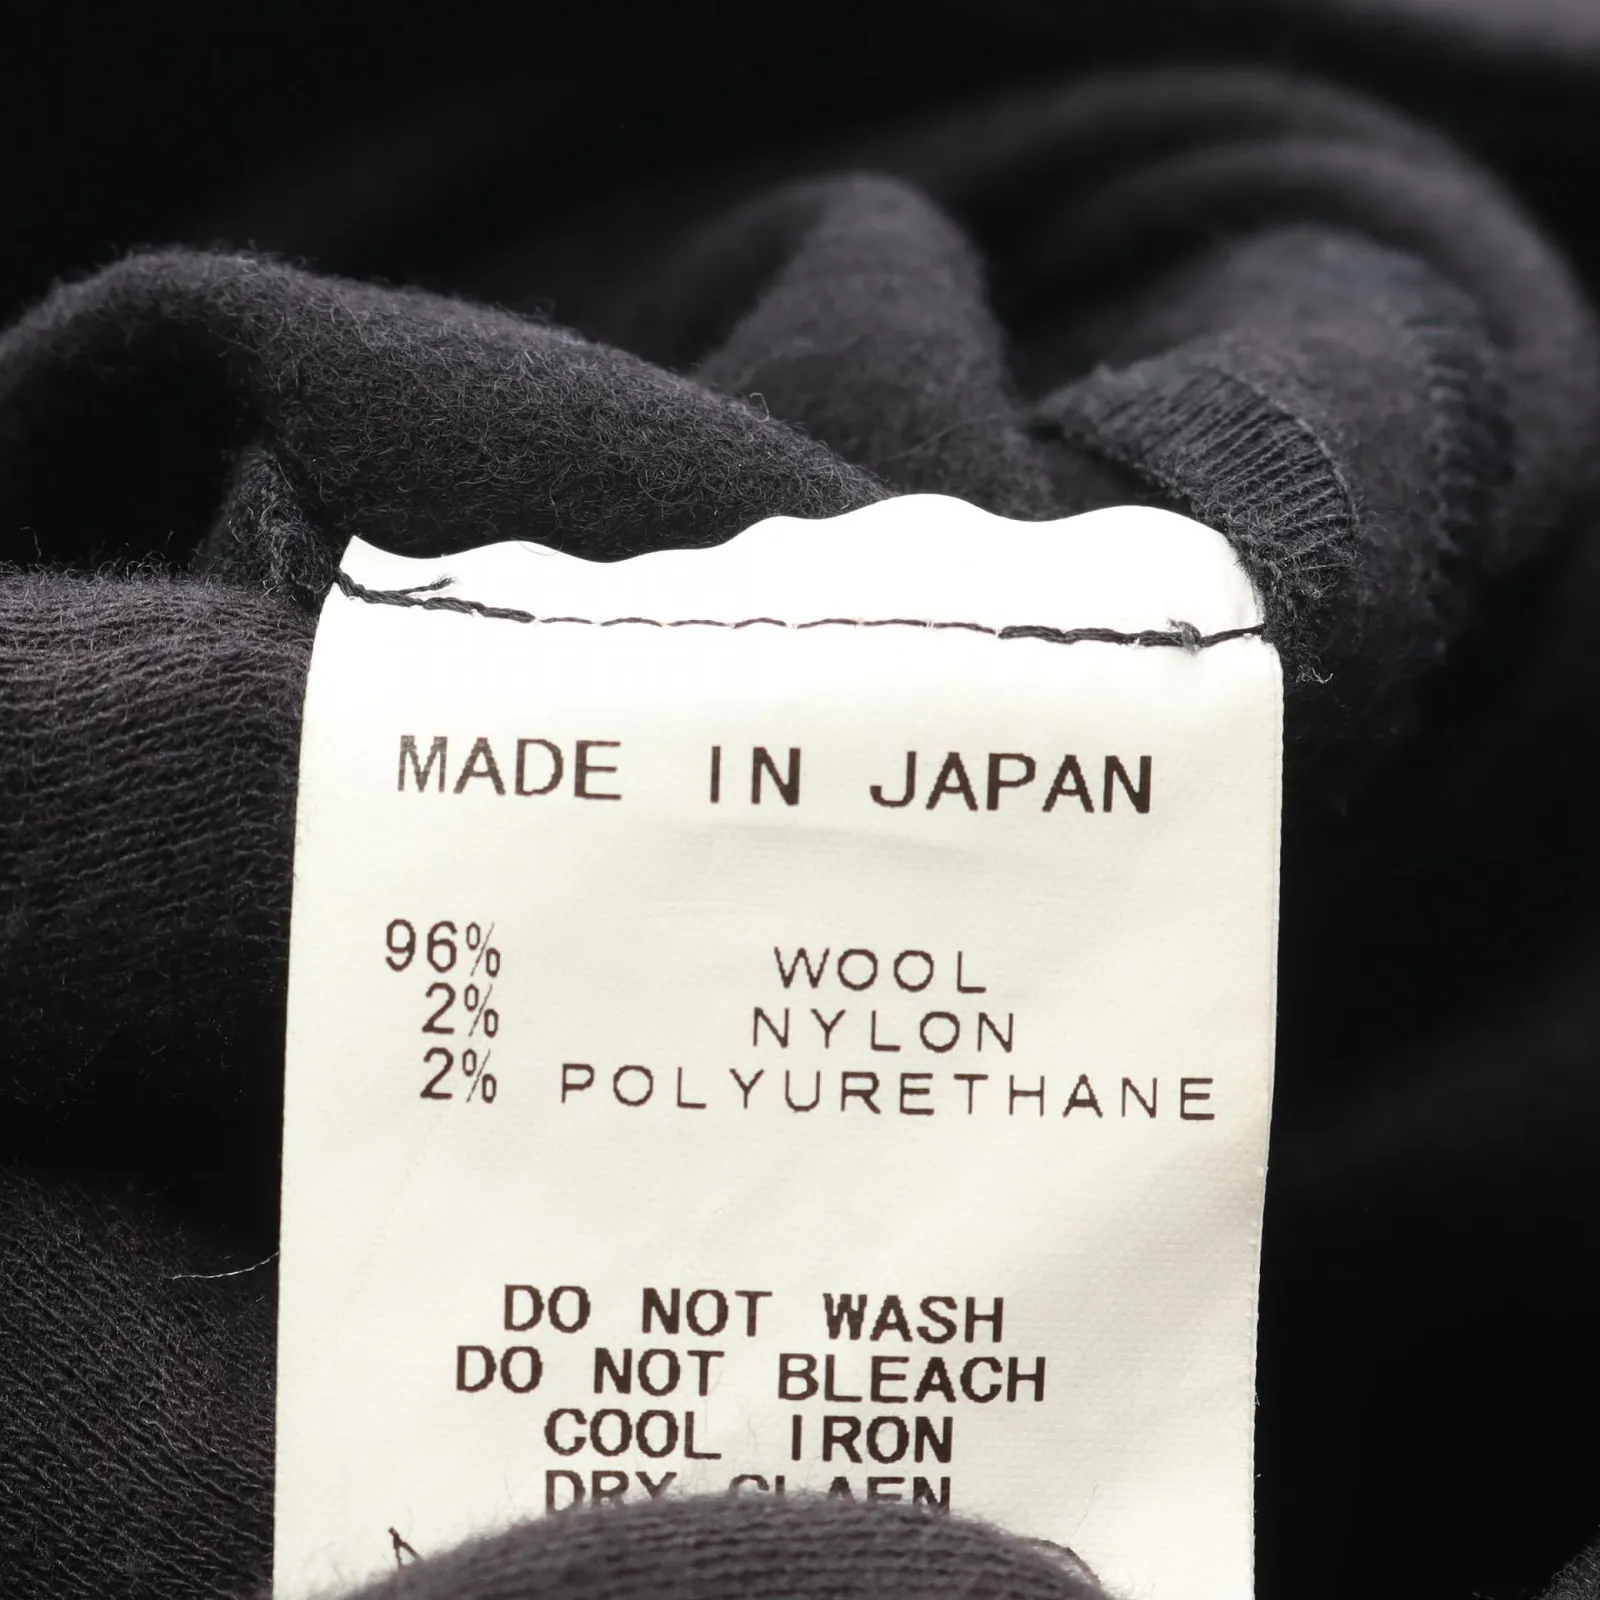 MADE IN JAPAN
96% WOOL
2% NYLON
2% POLYURETHANE
DO NOT WASH
DO NOT BLEACH
COOL IRON
DRY CLAEN